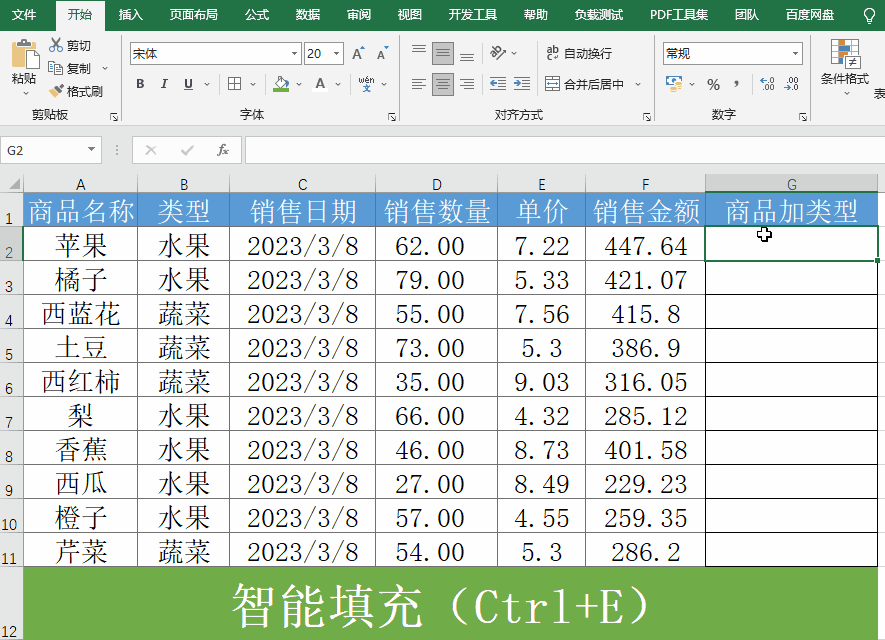 文件 开始 插入 页面布局 公式 数据 审阅 视图 开发工具 帮助 负载测试 PDF工具集 团队 百度网盘
粘贴 剪切 复制 格式刷 剪贴板
宋体 20 A A B I U A wén 文 字体
ab 自动换行 合并后居中 对齐方式
常规 % , 数字
条件格式 表
G2 fx
A B C D E F G
1 商品名称 类型 销售日期 销售数量 单价 销售金额 商品加类型
2 苹果 水果 2023/3/8 62.00 7.22 447.64
3 橘子 水果 2023/3/8 79.00 5.33 421.07
4 西蓝花 蔬菜 2023/3/8 55.00 7.56 415.8
5 土豆 蔬菜 2023/3/8 73.00 5.3 386.9
6 西红柿 蔬菜 2023/3/8 35.00 9.03 316.05
7 梨 水果 2023/3/8 66.00 4.32 285.12
8 香蕉 水果 2023/3/8 46.00 8.73 401.58
9 西瓜 水果 2023/3/8 27.00 8.49 229.23
10 橙子 水果 2023/3/8 57.00 4.55 259.35
11 芹菜 蔬菜 2023/3/8 54.00 5.3 286.2
12 智能填充（Ctrl+E）